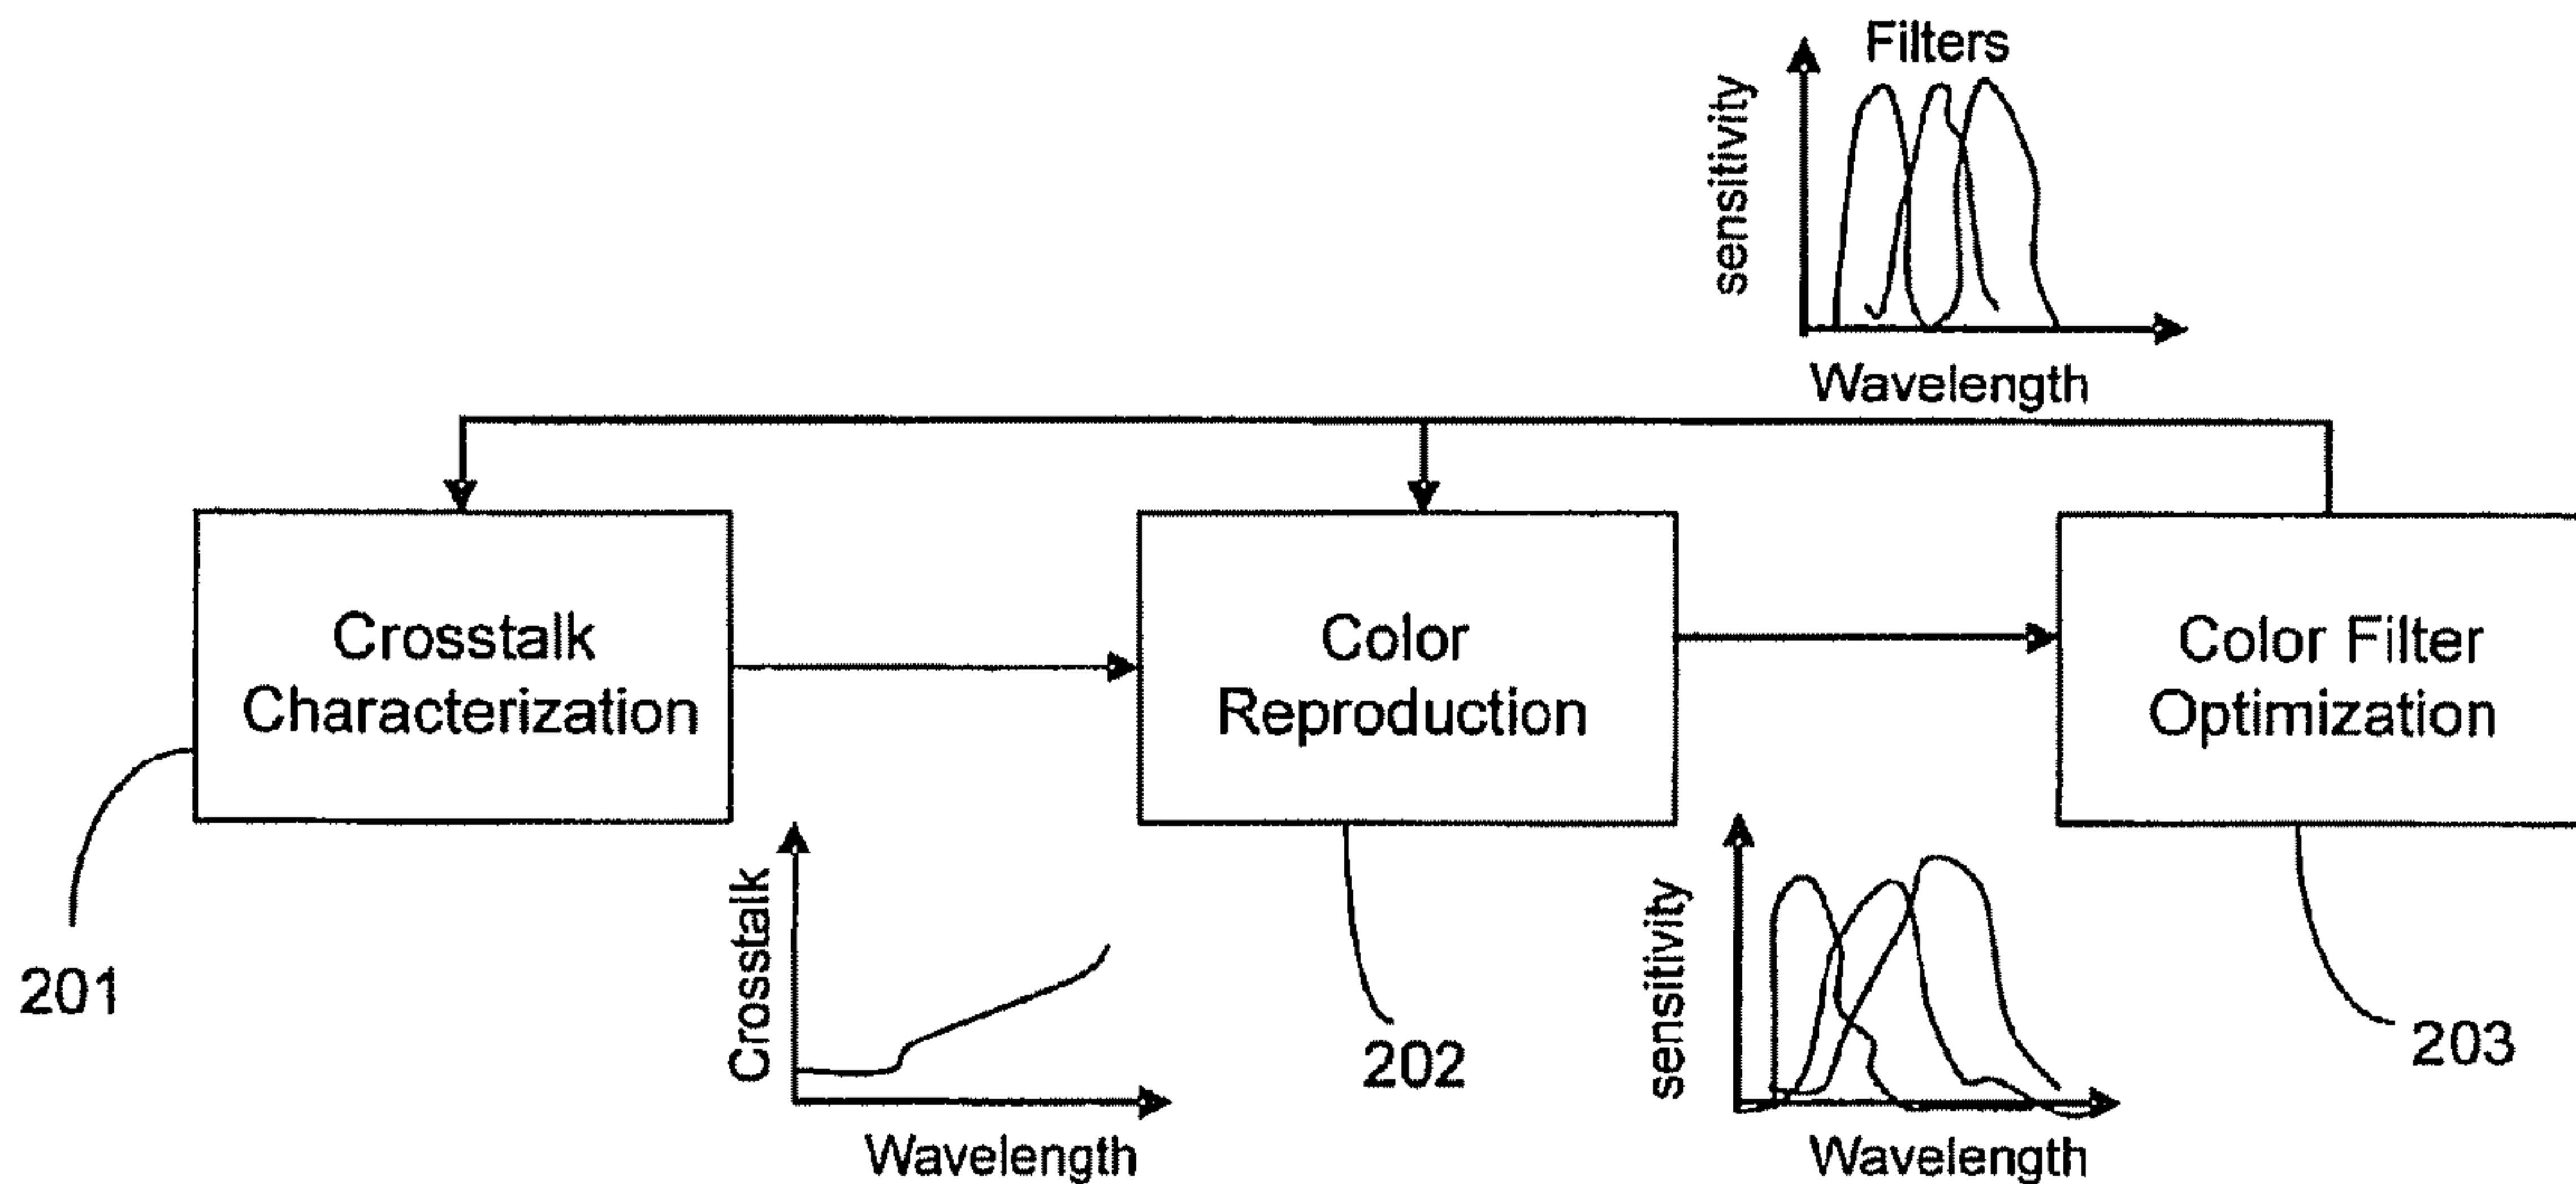 Filters
sensitivity
Wavelength
Crosstalk
Characterization
Color
Reproduction
Color Filter
Optimization
201
Crosstalk
Wavelength
202
sensitivity
Wavelength
203